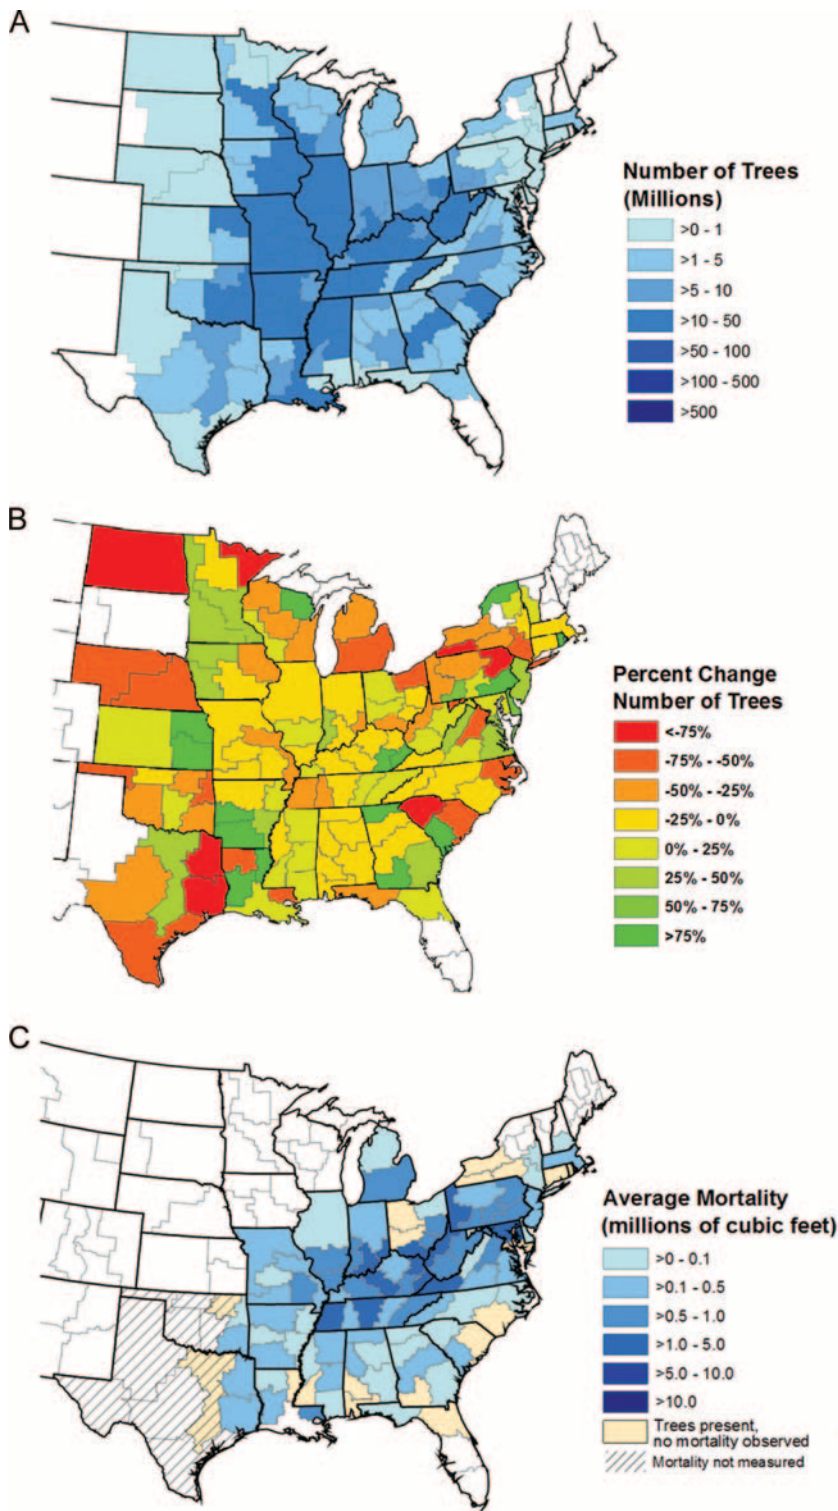 A
Number of Trees
(Millions)
>0 - 1
>1 - 5
>5 - 10
>10 - 50
>50 - 100
>100 - 500
>500
B
Percent Change
Number of Trees
<-75%
-75% - -50%
-50% - -25%
-25% - 0%
0% - 25%
25% - 50%
50% - 75%
>75%
C
Average Mortality
(millions of cubic feet)
>0 - 0.1
>0.1 - 0.5
>0.5 - 1.0
>1.0 - 5.0
>5.0 - 10.0
>10.0
Trees present,
no mortality observed
Mortality not measured